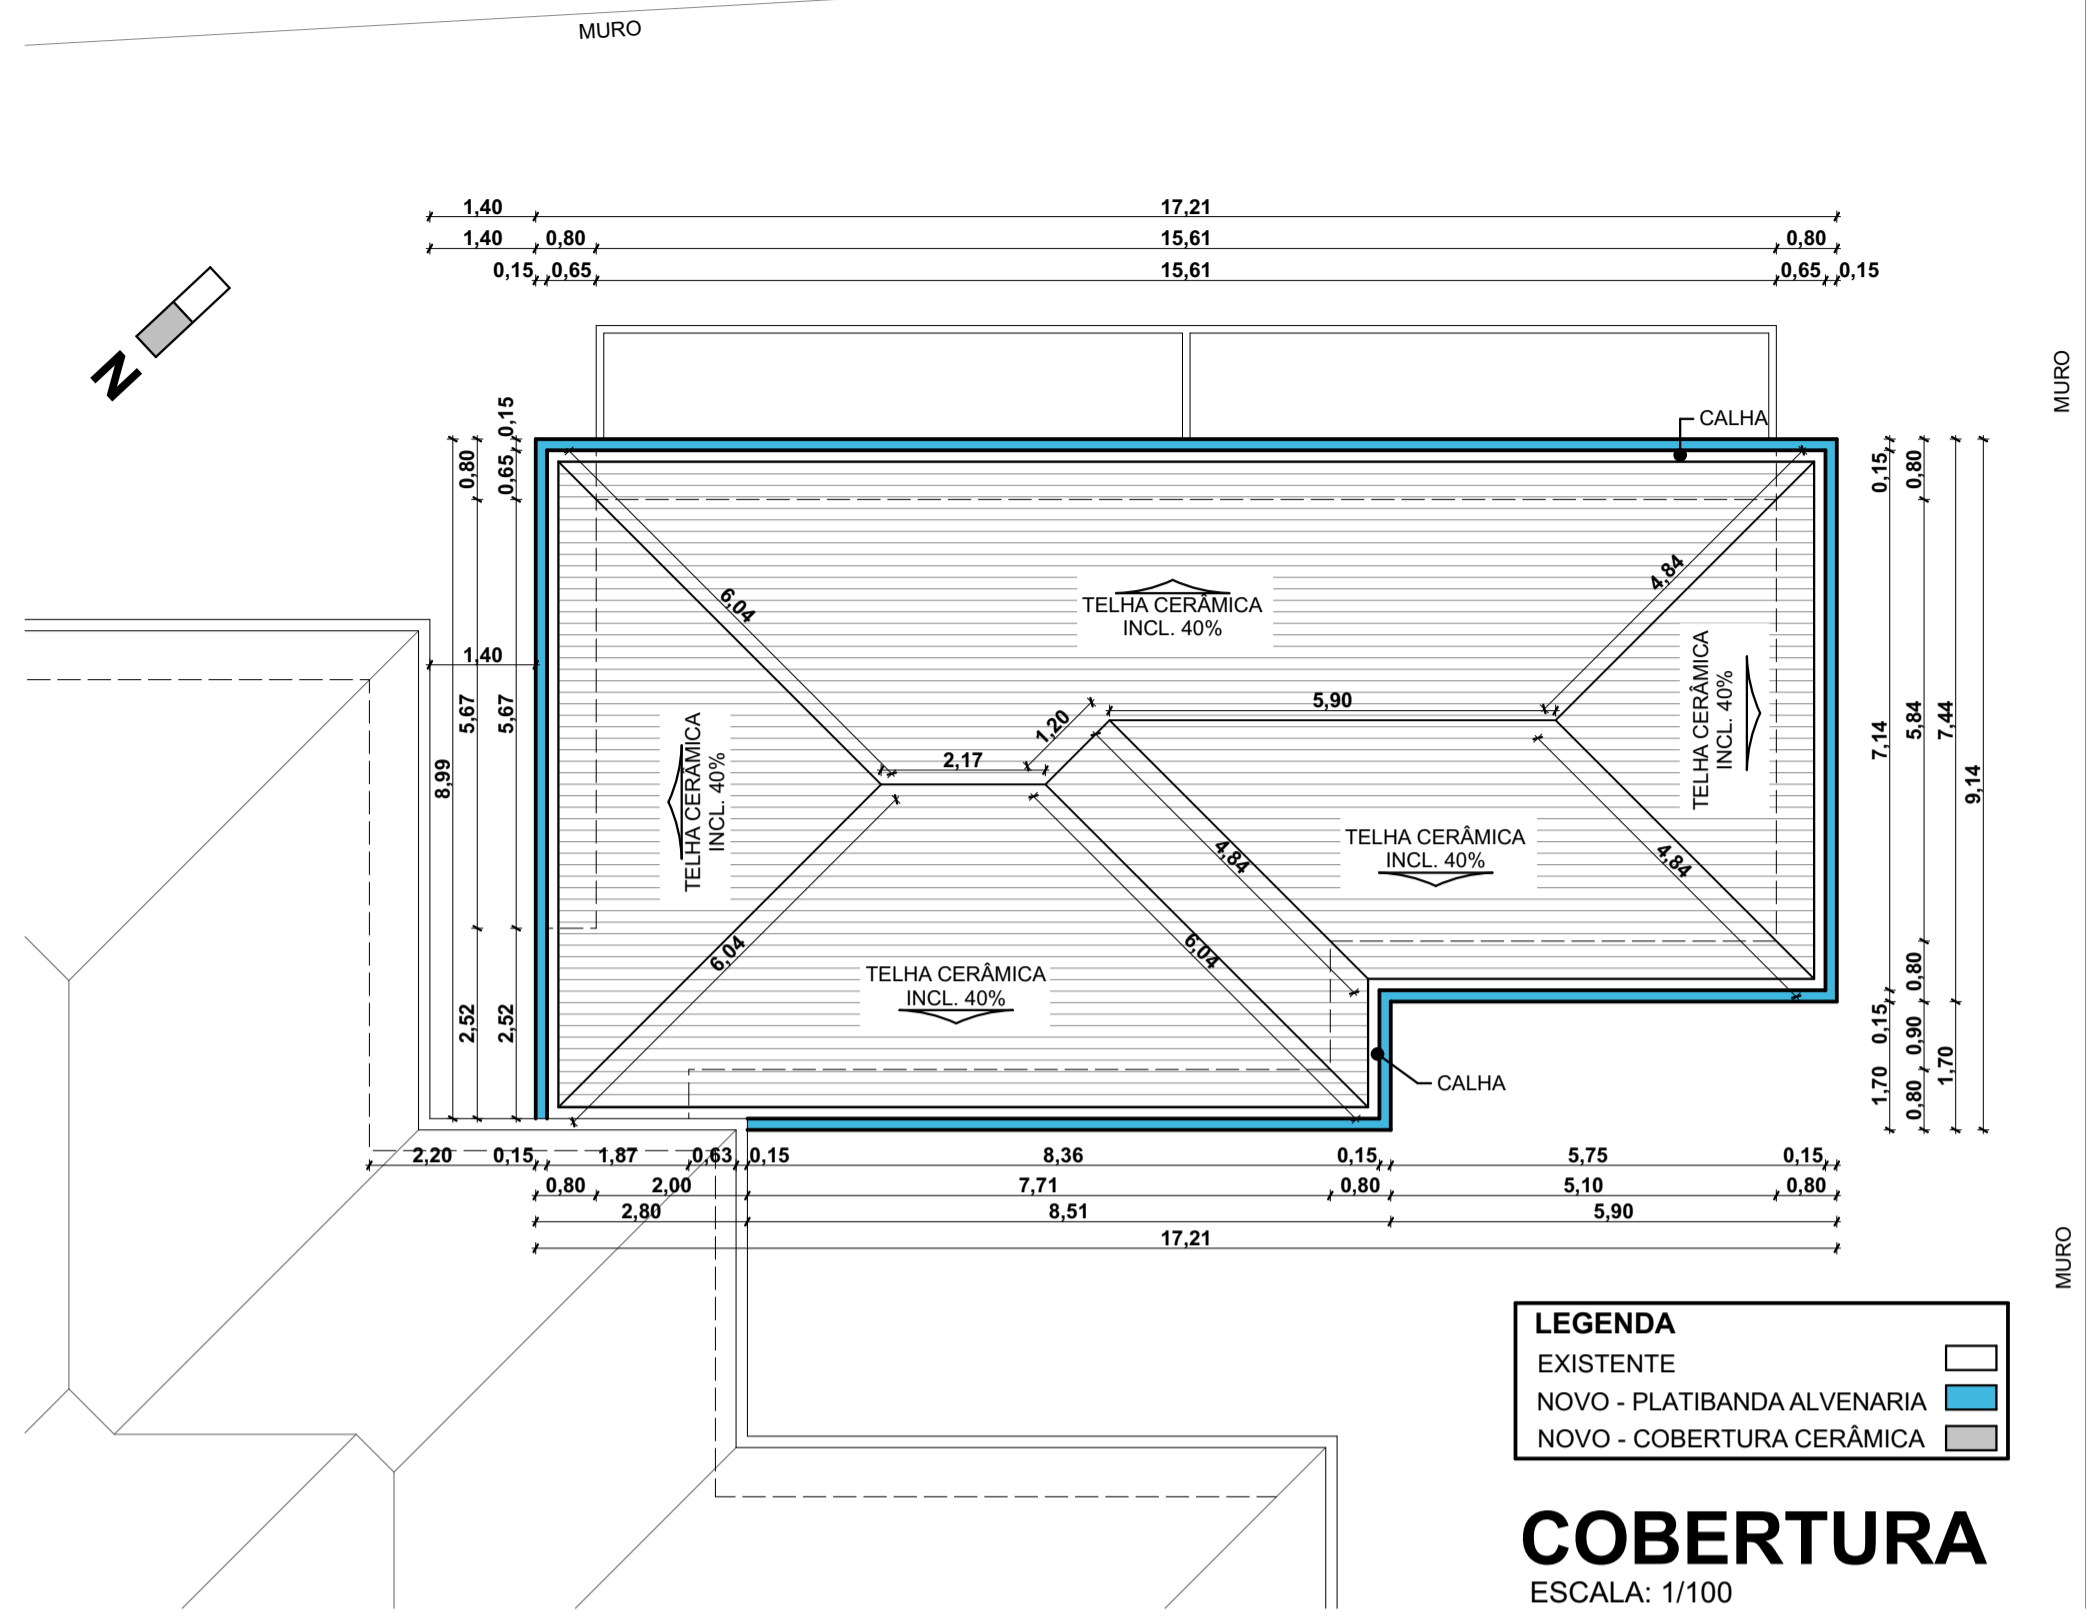 MURO
1,40 17,21
1,40 0,80 15,61 0,80
0,15 0,65 15,61 0,65 0,15
N
MURO
CALHA
0,15
0,80
0,65
0,15
0,80
6,04
4,84
TELHA CERÂMICA
INCL. 40%
1,40
5,67
5,67
8,99
2,52
2,52
TELHA CERÂMICA
INCL. 40%
2,17
1,20
5,90
TELHA CERÂMICA
INCL. 40%
7,14
5,84
7,44
9,14
4,84
TELHA CERÂMICA
INCL. 40%
4,84
6,04
6,04
TELHA CERÂMICA
INCL. 40%
0,15
0,80
0,90
1,70
1,70
0,80
CALHA
2,20 0,15 1,87 0,63 0,15 8,36 0,15 5,75 0,15
0,80 2,00 7,71 0,80 5,10 0,80
2,80 8,51 5,90
17,21
MURO
LEGENDA
EXISTENTE
NOVO - PLATIBANDA ALVENARIA
NOVO - COBERTURA CERÂMICA
COBERTURA
ESCALA: 1/100